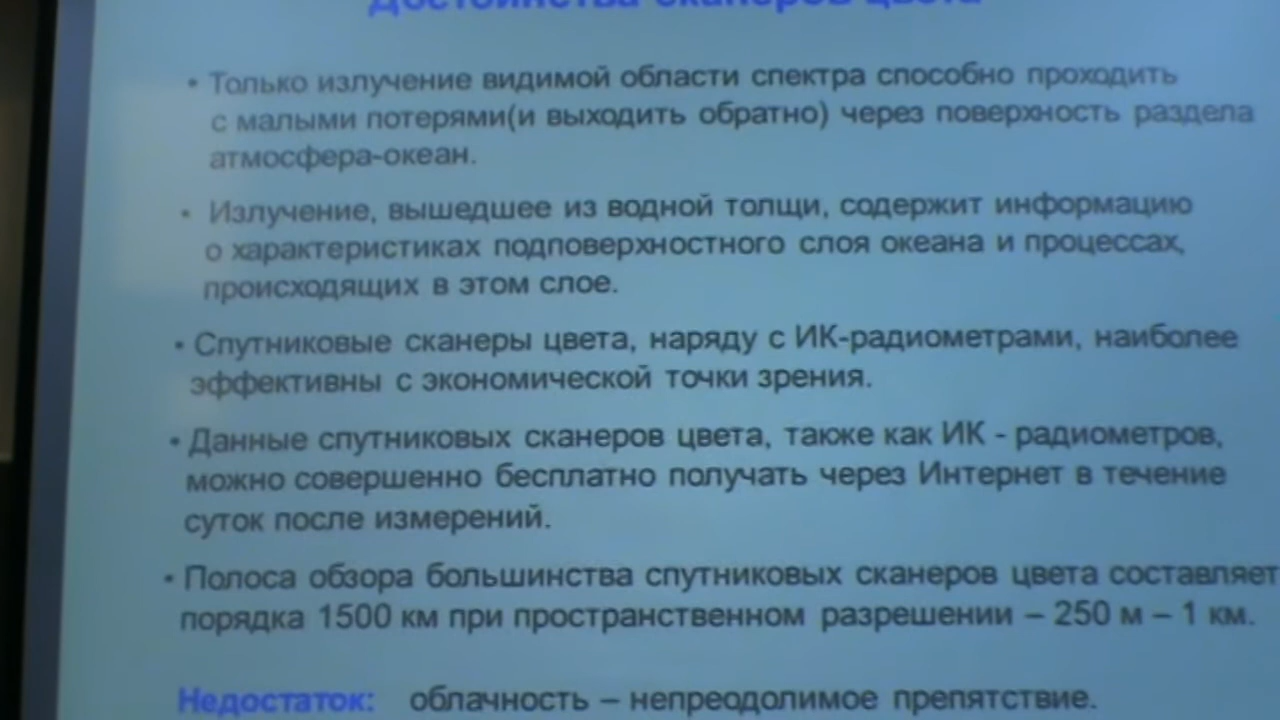 Достоинства сканеров цвета
• Только излучение видимой области спектра способно проходить
с малыми потерями(и выходить обратно) через поверхность раздела
атмосфера-океан.
• Излучение, вышедшее из водной толщи, содержит информацию
о характеристиках подповерхностного слоя океана и процессах,
происходящих в этом слое.
• Спутниковые сканеры цвета, наряду с ИК-радиометрами, наиболее
эффективны с экономической точки зрения.
• Данные спутниковых сканеров цвета, также как ИК - радиометров,
можно совершенно бесплатно получать через Интернет в течение
суток после измерений.
• Полоса обзора большинства спутниковых сканеров цвета составляет
порядка 1500 км при пространственном разрешении – 250 м – 1 км.
Недостаток: облачность – непреодолимое препятствие.